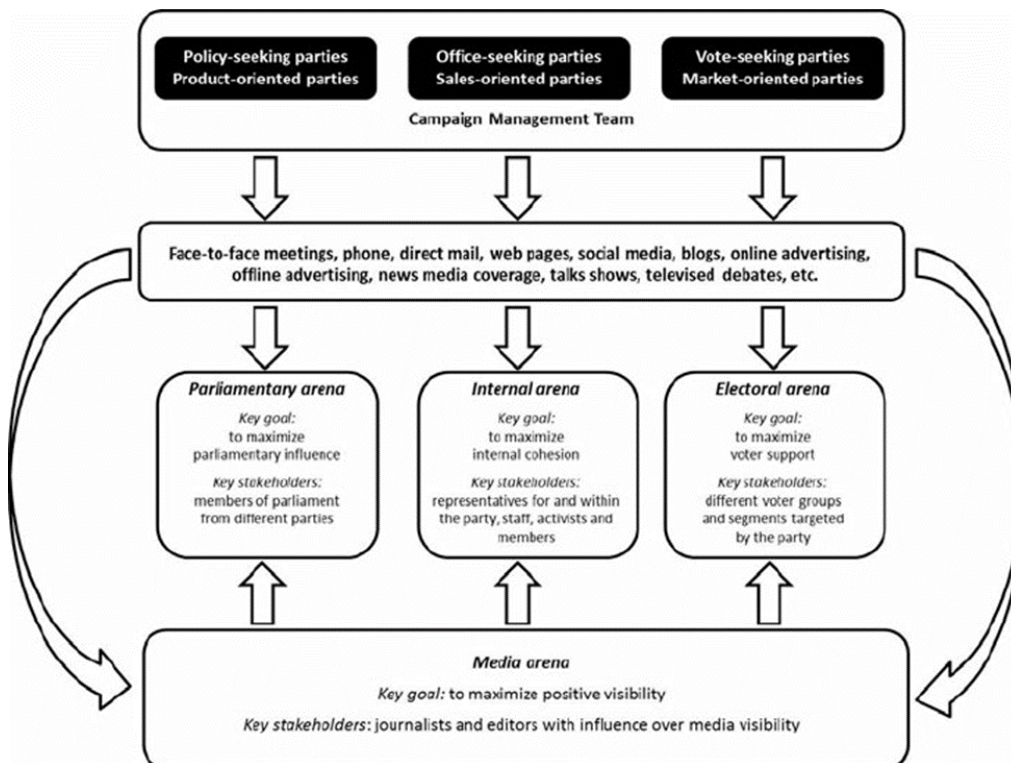 Policy-seeking parties
Product-oriented parties
Office-seeking parties
Sales-oriented parties
Vote-seeking parties
Market-oriented parties
Campaign Management Team
Face-to-face meetings, phone, direct mail, web pages, social media, blogs, online advertising,
offline advertising, news media coverage, talks shows, televised debates, etc.
Parliamentary arena
Key goal:
to maximize
parliamentary influence
Key stakeholders:
members of parliament
from different parties
Internal arena
Key goal:
to maximize
internal cohesion
Key stakeholders:
representatives for and within
the party, staff, activists and
members
Electoral arena
Key goal:
to maximize
voter support
Key stakeholders:
different voter groups
and segments targeted
by the party
Media arena
Key goal: to maximize positive visibility
Key stakeholders: journalists and editors with influence over media visibility